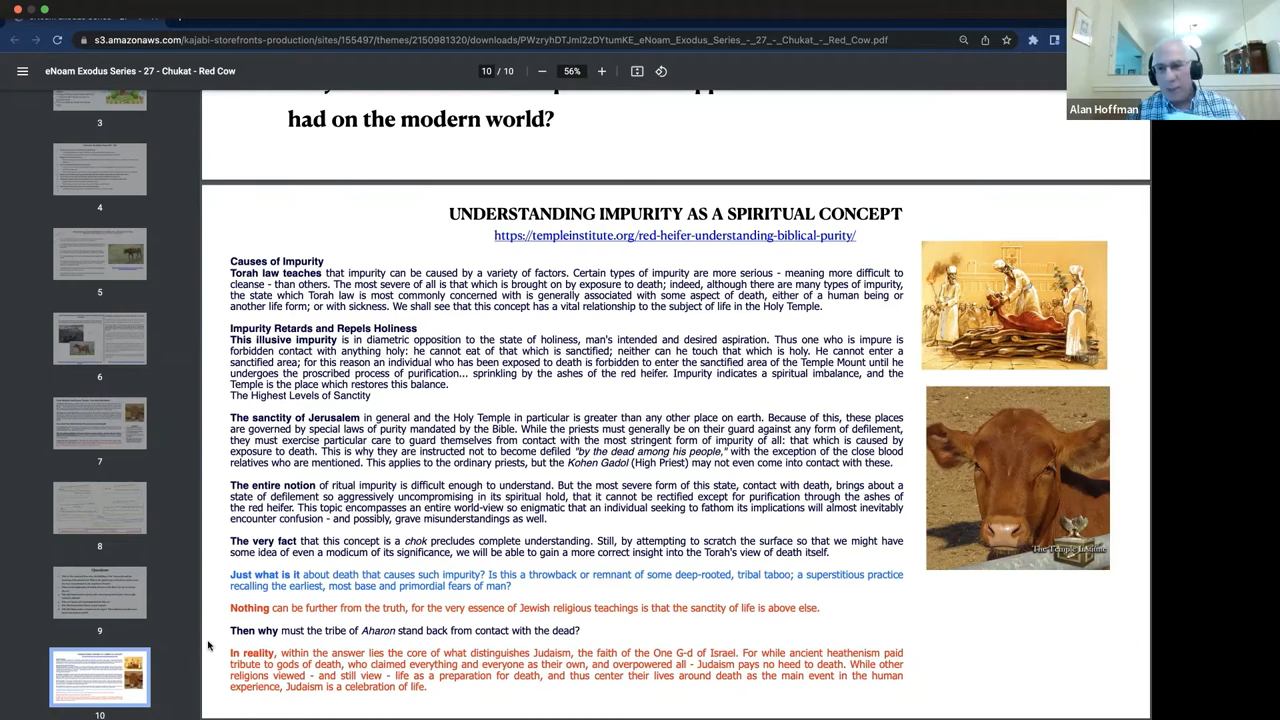 s3.amazonaws.com/kajabi-storefronts-production/sites/155497/themes/2150981320/downloads/PWzryhDTJmI2zDYtumKE_eNoam_Exodus_Series_-_27_-_Chukat_-_Red_Cow.pdf
eNoam Exodus Series - 27 - Chukat - Red Cow
10 / 10
56%
Alan Hoffman
had on the modern world?
3
4
5
6
7
8
Questions
9
10
UNDERSTANDING IMPURITY AS A SPIRITUAL CONCEPT
https://templeinstitute.org/red-heifer-understanding-biblical-purity/
Causes of Impurity
Torah law teaches that impurity can be caused by a variety of factors. Certain types of impurity are more serious - meaning more difficult to
cleanse - than others. The most severe of all is that which is brought on by exposure to death; indeed, although there are many types of impurity,
the state which Torah law is most commonly concerned with is generally associated with some aspect of death, either of a human being or
another life form; or with sickness. We shall see that this concept has a vital relationship to the subject of life in the Holy Temple.
Impurity Retards and Repels Holiness
This illusive impurity is in diametric opposition to the state of holiness, man's intended and desired aspiration. Thus one who is impure is
forbidden contact with anything holy: he cannot eat of that which is sanctified; neither can he touch that which is holy. He cannot enter a
sanctified area; for this reason an individual who has been exposed to death is forbidden to enter the sanctified area of the Temple Mount until he
undergoes the proscribed process of purification... sprinkling by the ashes of the red heifer. Impurity indicates a spiritual imbalance, and the
Temple is the place which restores this balance.
The Highest Levels of Sanctity
The sanctity of Jerusalem in general and the Holy Temple in particular is greater than any other place on earth. Because of this, these places
are governed by special laws of purity mandated by the Bible. While the priests must generally be on their guard against any form of defilement,
they must exercise particular care to guard themselves from contact with the most stringent form of impurity of all: that which is caused by
exposure to death. This is why they are instructed not to become defiled "by the dead among his people," with the exception of the close blood
relatives who are mentioned. This applies to the ordinary priests, but the Kohen Gadol (High Priest) may not even come into contact with these.
The entire notion of ritual impurity is difficult enough to understand. But the most severe form of this state, contact with death, brings about a
state of defilement so aggressively uncompromising in its spiritual import, that it cannot be rectified except for purification through the ashes of
the red heifer. This topic encompasses an entire world-view so enigmatic that an individual seeking to fathom its implications will almost inevitably
encounter confusion - and possibly, grave misunderstandings as well.
The very fact that this concept is a chok precludes complete understanding. Still, by attempting to scratch the surface so that we might have
some idea of even a modicum of its significance, we will be able to gain a more correct insight into the Torah's view of death itself.
Just what is it about death that causes such impurity? Is this a throwback or remnant of some deep-rooted, tribal taboo; a superstitious practice
recalling the earliest, most base and primordial fears of man?
Nothing can be further from the truth, for the very essence of Jewish religious teachings is that the sanctity of life is above else.
Then why must the tribe of Aharon stand back from contact with the dead?
In reality, within the answer lies the core of what distinguishes Judaism, the faith of the One G-d of Israel. For while ancient heathenism paid
homage to gods of death, who claimed everything and everyone as their own, and overpowered all - Judaism pays no heed to death. While other
religions viewed - and still view - life as a preparation for death, and thus center their lives around death as the main event in the human
experience, Judaism is a celebration of life.
The Temple Institute